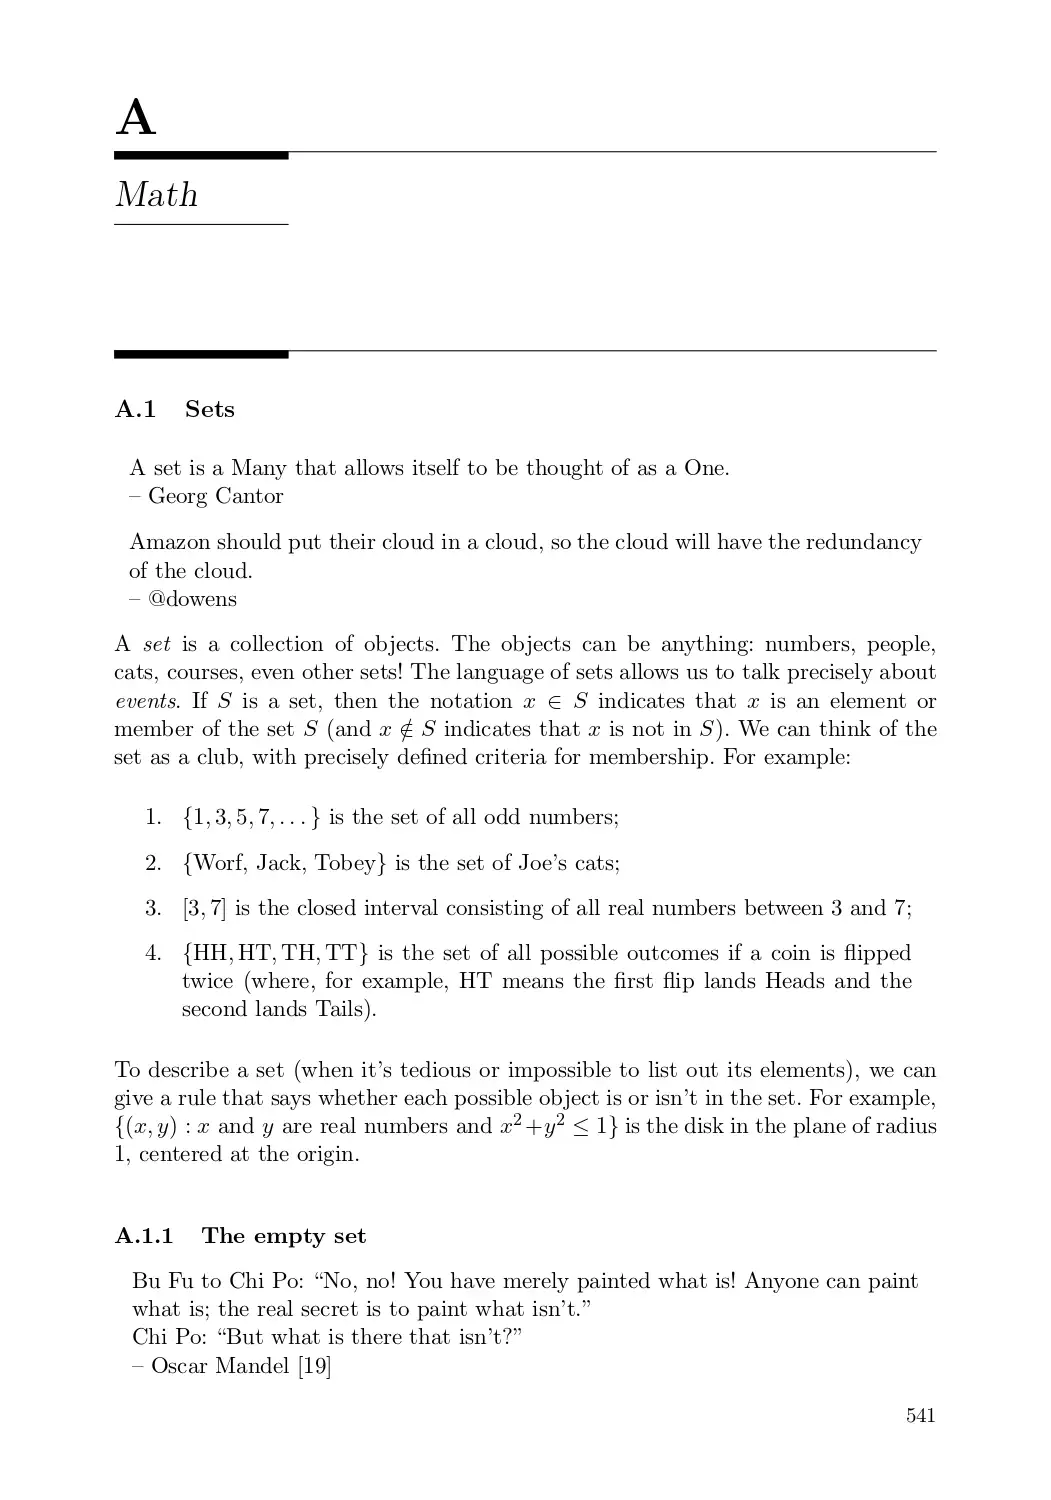 A
Math
A.1 Sets
A set is a Many that allows itself to be thought of as a One.
– Georg Cantor
Amazon should put their cloud in a cloud, so the cloud will have the redundancy
of the cloud.
– @dowens
A set is a collection of objects. The objects can be anything: numbers, people,
cats, courses, even other sets! The language of sets allows us to talk precisely about
events. If S is a set, then the notation x ∈ S indicates that x is an element or
member of the set S (and x ∉ S indicates that x is not in S). We can think of the
set as a club, with precisely defined criteria for membership. For example:
1. {1, 3, 5, 7, . . . } is the set of all odd numbers;
2. {Worf, Jack, Tobey} is the set of Joe’s cats;
3. [3, 7] is the closed interval consisting of all real numbers between 3 and 7;
4. {HH, HT, TH, TT} is the set of all possible outcomes if a coin is flipped
twice (where, for example, HT means the first flip lands Heads and the
second lands Tails).
To describe a set (when it’s tedious or impossible to list out its elements), we can
give a rule that says whether each possible object is or isn’t in the set. For example,
{(x, y) : x and y are real numbers and x² + y² ≤ 1} is the disk in the plane of radius
1, centered at the origin.
A.1.1 The empty set
Bu Fu to Chi Po: “No, no! You have merely painted what is! Anyone can paint
what is; the real secret is to paint what isn’t.”
Chi Po: “But what is there that isn’t?”
– Oscar Mandel [19]
541